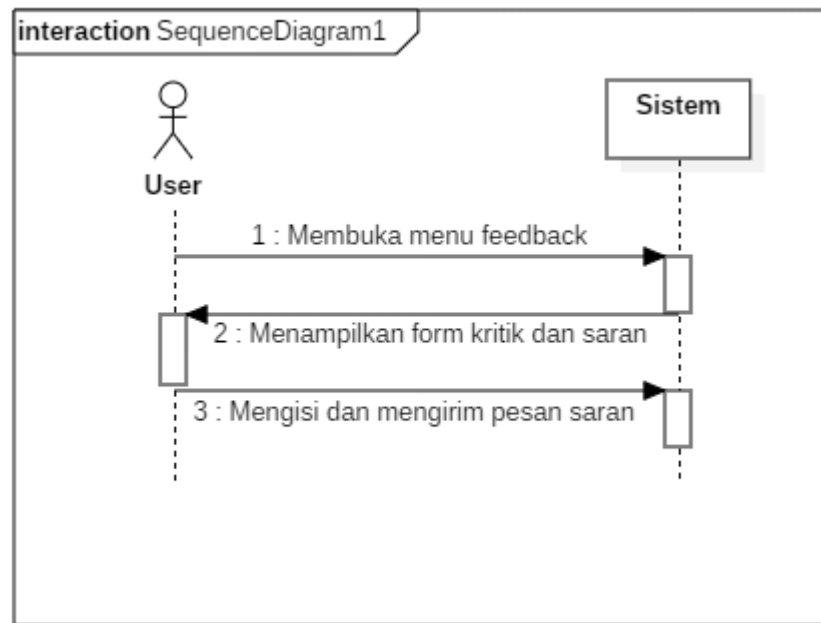 interaction SequenceDiagram1
User
Sistem
1 : Membuka menu feedback
2 : Menampilkan form kritik dan saran
3 : Mengisi dan mengirim pesan saran